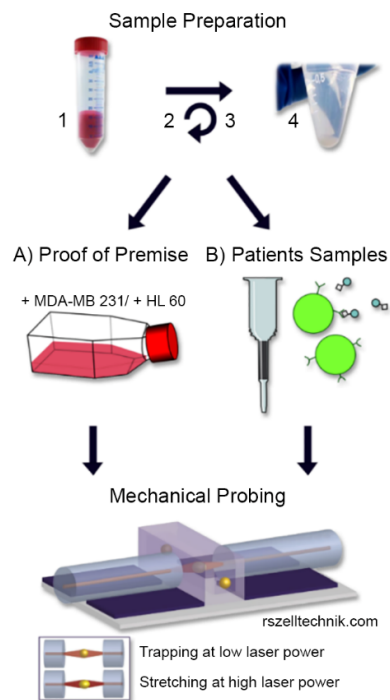 Sample Preparation
1 2 3 4
A) Proof of Premise
B) Patients Samples
+ MDA-MB 231/ + HL 60
Mechanical Probing
rszelltechnik.com
Trapping at low laser power
Stretching at high laser power